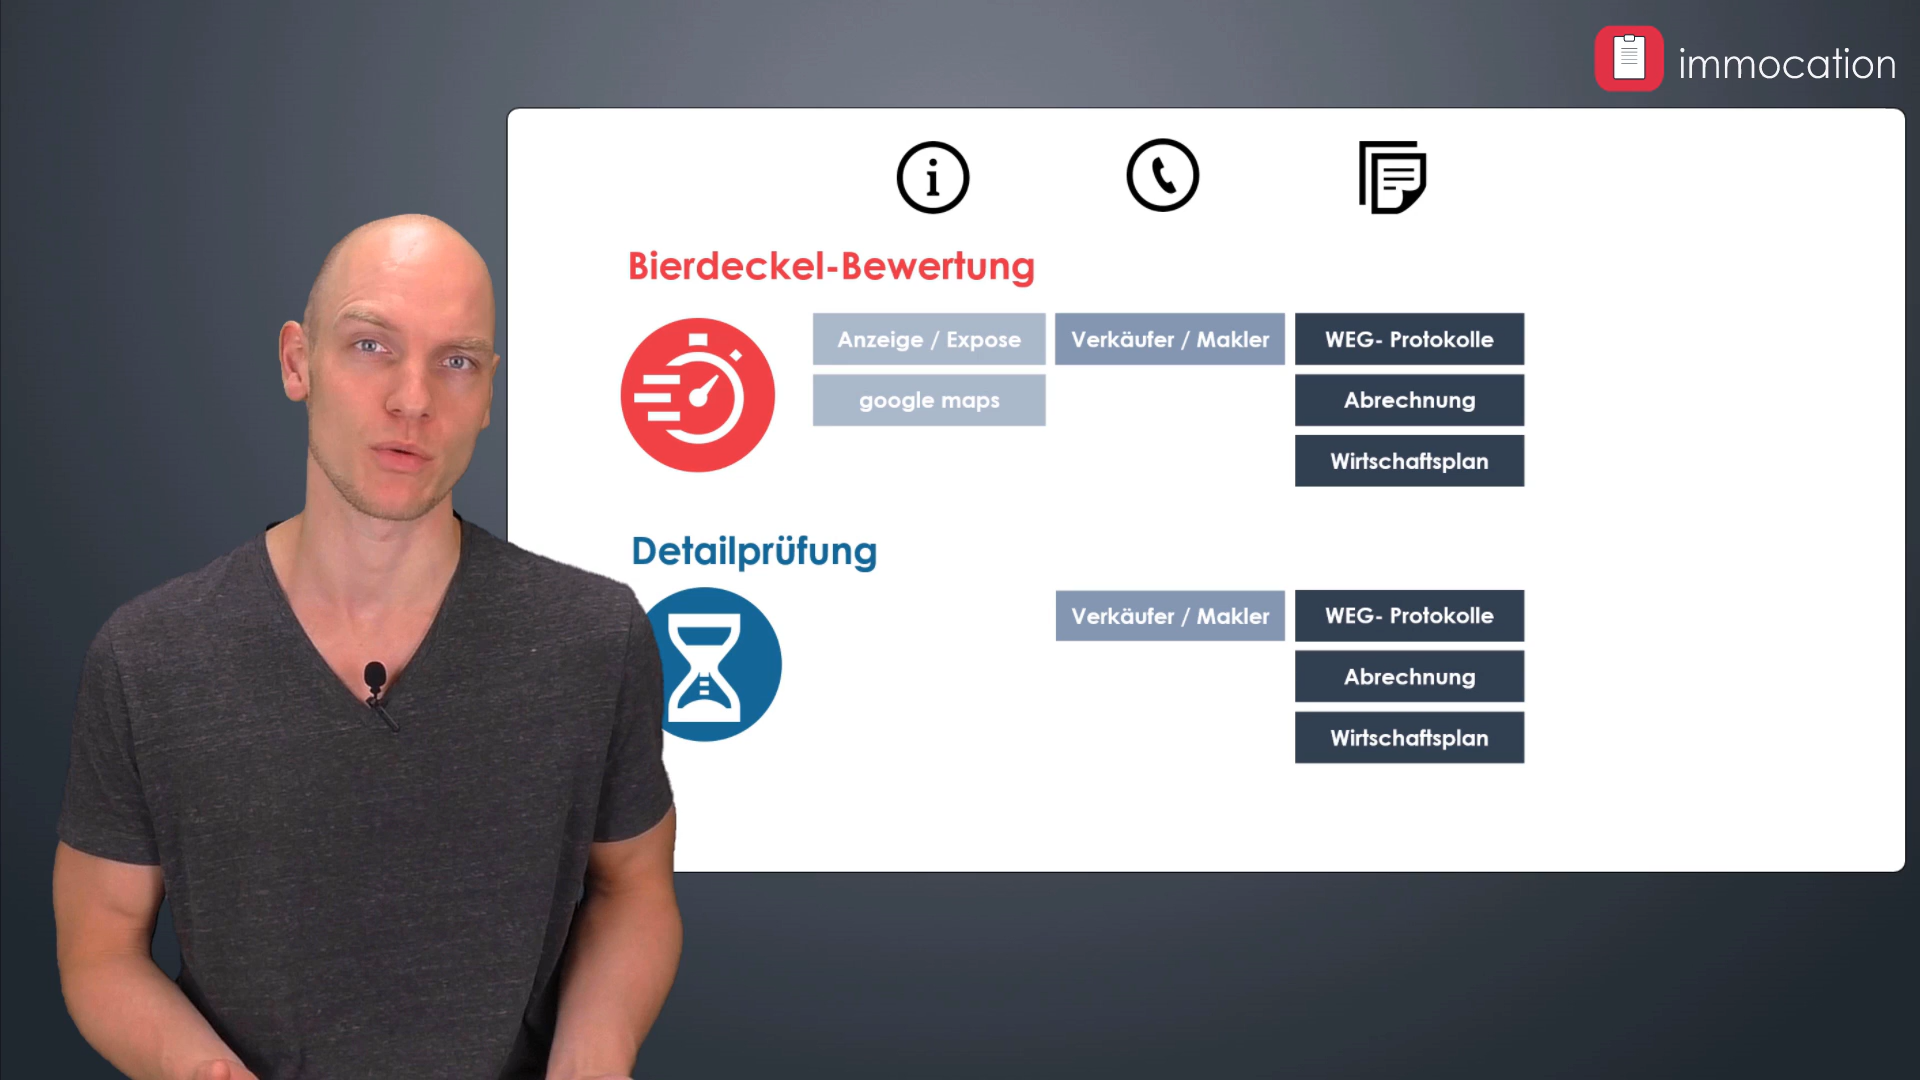 immocation
i
Bierdeckel-Bewertung
Anzeige / Expose
Verkäufer / Makler
WEG- Protokolle
google maps
Abrechnung
Wirtschaftsplan
Detailprüfung
Verkäufer / Makler
WEG- Protokolle
Abrechnung
Wirtschaftsplan